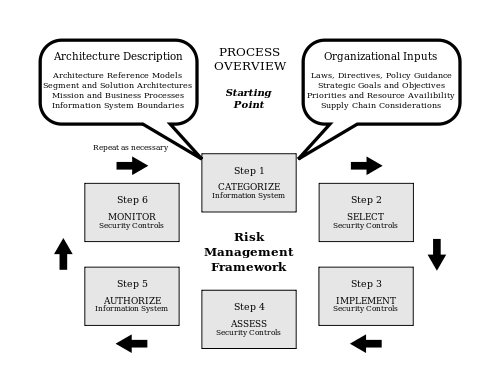 Architecture Description
Architecture Reference Models
Segment and Solution Architectures
Mission and Business Processes
Information System Boundaries
PROCESS
OVERVIEW
Starting
Point
Organizational Inputs
Laws, Directives, Policy Guidance
Strategic Goals and Objectives
Priorities and Resource Availibility
Supply Chain Considerations
Repeat as necessary
Step 1
CATEGORIZE
Information System
Step 6
MONITOR
Security Controls
Step 2
SELECT
Security Controls
Risk
Management
Framework
Step 5
AUTHORIZE
Information System
Step 3
IMPLEMENT
Security Controls
Step 4
ASSESS
Security Controls